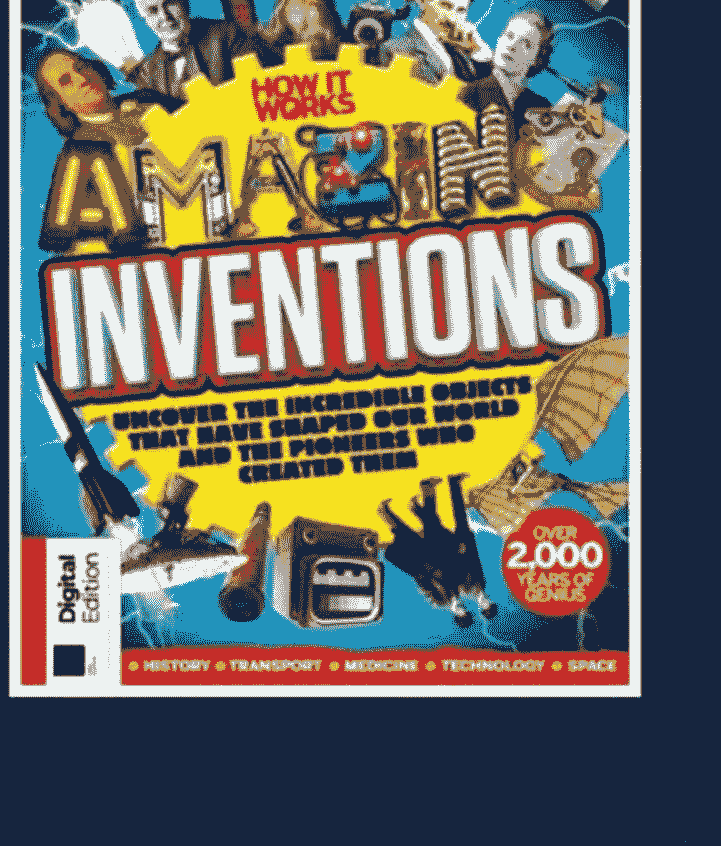 HOW IT
WORKS
AMAZING
INVENTIONS
UNCOVER THE INCREDIBLE OBJECTS
THAT HAVE SHAPED OUR WORLD
AND THE PIONEERS WHO
CREATED THEM
OVER
2,000
YEARS OF
GENIUS
Digital
Edition
HISTORY TRANSPORT MEDICINE TECHNOLOGY SPACE